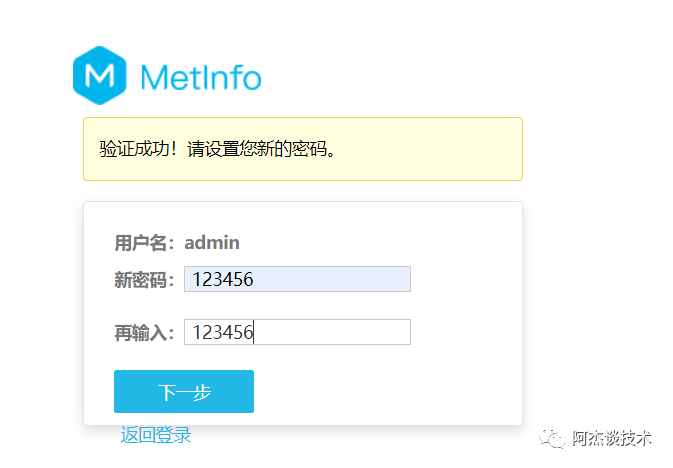 M MetInfo
验证成功！请设置您新的密码。
用户名：admin
新密码：123456
再输入：123456
下一步
返回登录
阿杰谈技术